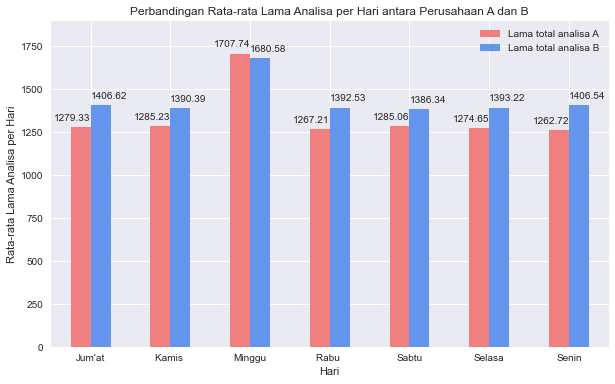 Perbandingan Rata-rata Lama Analisa per Hari antara Perusahaan A dan B
Lama total analisa A
Lama total analisa B
Rata-rata Lama Analisa per Hari
1750
1500
1250
1000
750
500
250
0
1279.33 1406.62
1285.23 1390.39
1707.74 1680.58
1267.21 1392.53
1285.06 1386.34
1274.65 1393.22
1262.72 1406.54
Jum'at Kamis Minggu Rabu Sabtu Selasa Senin
Hari